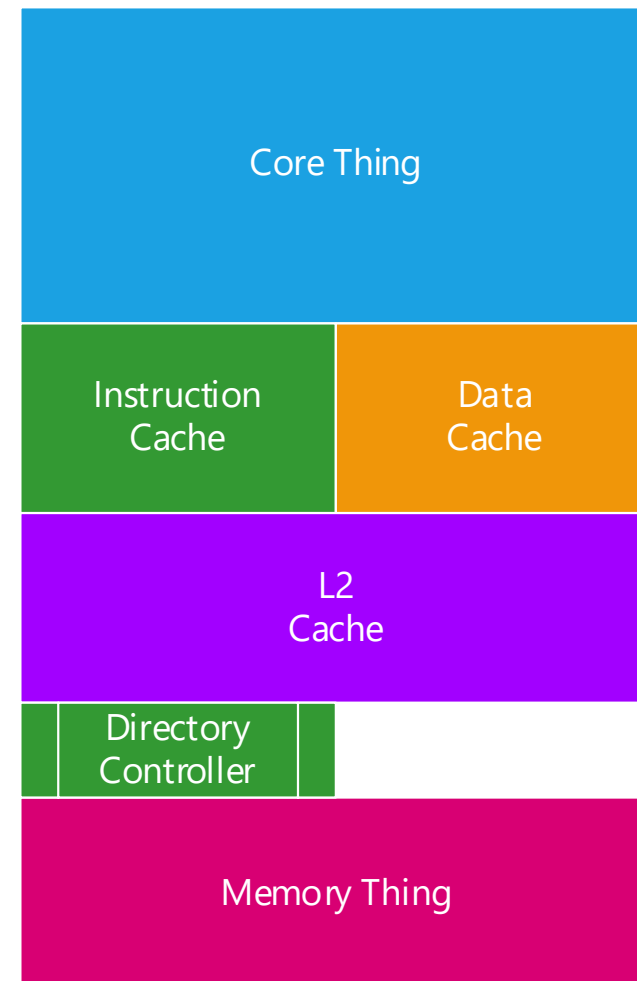 Core Thing
Instruction
Cache
Data
Cache
L2
Cache
Directory
Controller
Memory Thing